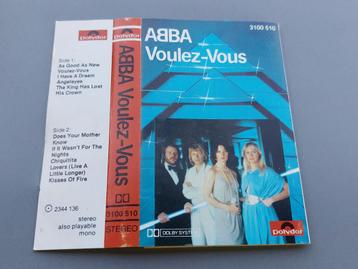 Polydor
Side 1:
As Good As New
Voulez-Vous
I Have A Dream
Angeleyes
The King Has Lost
His Crown
Side 2:
Does Your Mother
Know
If It Wasn't For The
Nights
Chiquitita
Lovers (Live A
Little Longer)
Kisses Of Fire
2344 136
stereo
also playable
mono
Polydor
ABBA Voulez-Vous
3100 510
STEREO
3100 510
ABBA
Voulez-Vous
DOLBY SYSTEM
Polydor